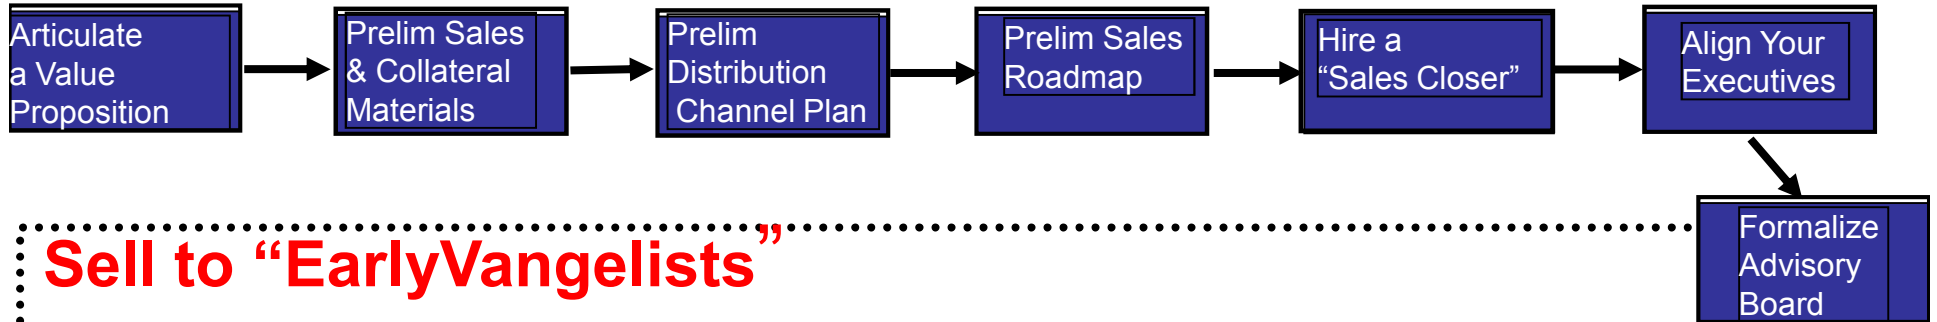 Articulate
a Value
Proposition
Prelim Sales
& Collateral
Materials
Prelim
Distribution
Channel Plan
Prelim Sales
Roadmap
Hire a
“Sales Closer”
Align Your
Executives
Formalize
Advisory
Board
Sell to “EarlyVangelists”